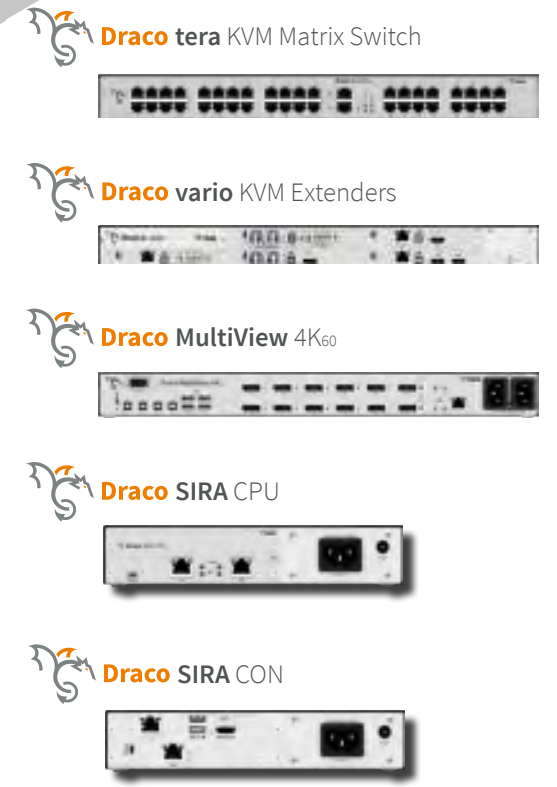 Draco tera KVM Matrix Switch
Draco vario KVM Extenders
Draco MultiView 4K60
Draco SIRA CPU
Draco SIRA CON